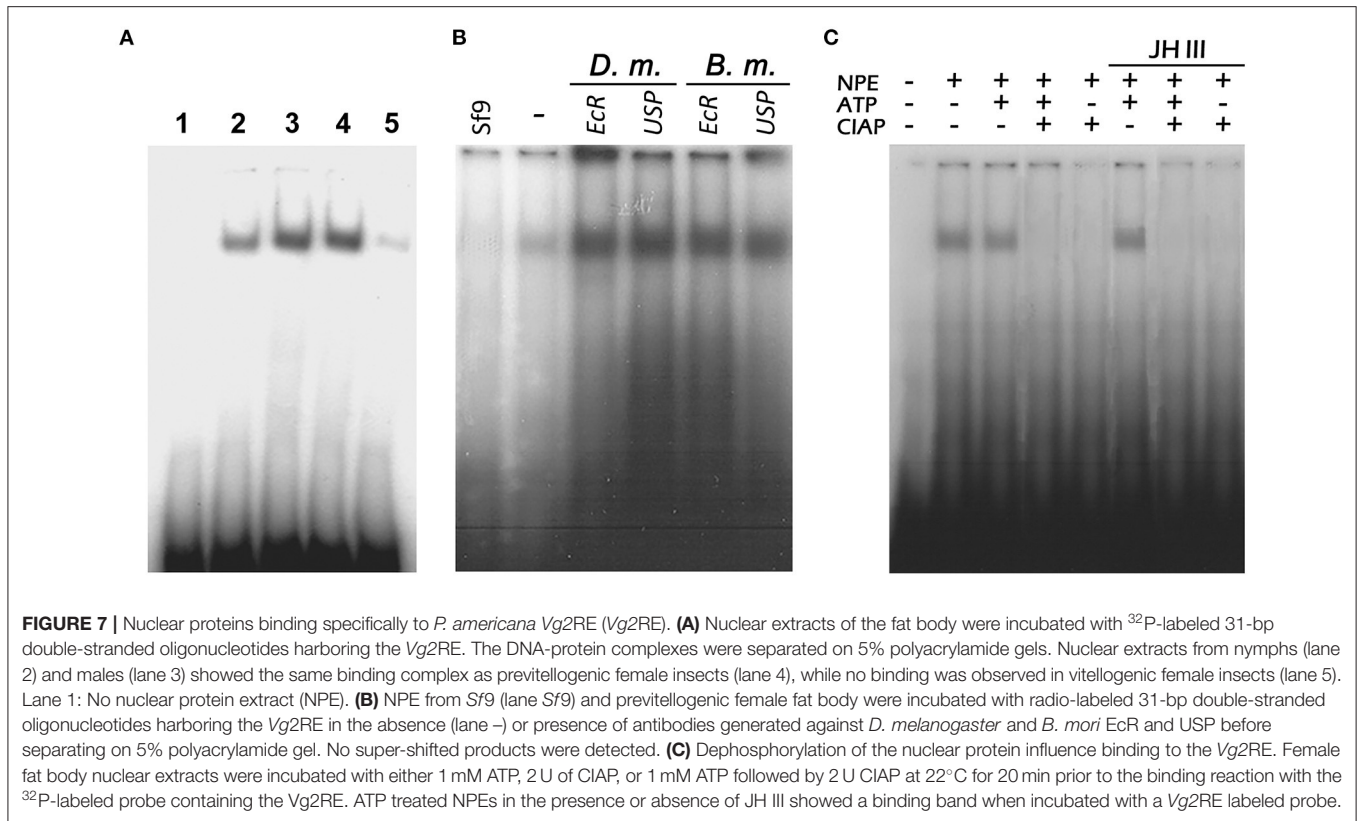 A
1 2 3 4 5
B
D. m. B. m.
Sf9 - EcR USP EcR USP
C
JH III
NPE - + + + + + + +
ATP - - + + - + + -
CIAP - - - + + - + +
FIGURE 7 | Nuclear proteins binding specifically to P. americana Vg2RE (Vg2RE). (A) Nuclear extracts of the fat body were incubated with ³²P-labeled 31-bp
double-stranded oligonucleotides harboring the Vg2RE. The DNA-protein complexes were separated on 5% polyacrylamide gels. Nuclear extracts from nymphs (lane
2) and males (lane 3) showed the same binding complex as previtellogenic female insects (lane 4), while no binding was observed in vitellogenic female insects (lane 5).
Lane 1: No nuclear protein extract (NPE). (B) NPE from Sf9 (lane Sf9) and previtellogenic female fat body were incubated with radio-labeled 31-bp double-stranded
oligonucleotides harboring the Vg2RE in the absence (lane –) or presence of antibodies generated against D. melanogaster and B. mori EcR and USP before
separating on 5% polyacrylamide gel. No super-shifted products were detected. (C) Dephosphorylation of the nuclear protein influence binding to the Vg2RE. Female
fat body nuclear extracts were incubated with either 1 mM ATP, 2 U of CIAP, or 1 mM ATP followed by 2 U CIAP at 22°C for 20 min prior to the binding reaction with the
³²P-labeled probe containing the Vg2RE. ATP treated NPEs in the presence or absence of JH III showed a binding band when incubated with a Vg2RE labeled probe.